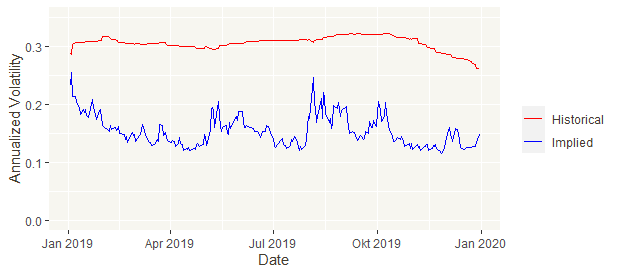 Annualized Volatility
0.3
0.2
0.1
0.0
Jan 2019
Apr 2019
Jul 2019
Okt 2019
Jan 2020
Date
Historical
Implied